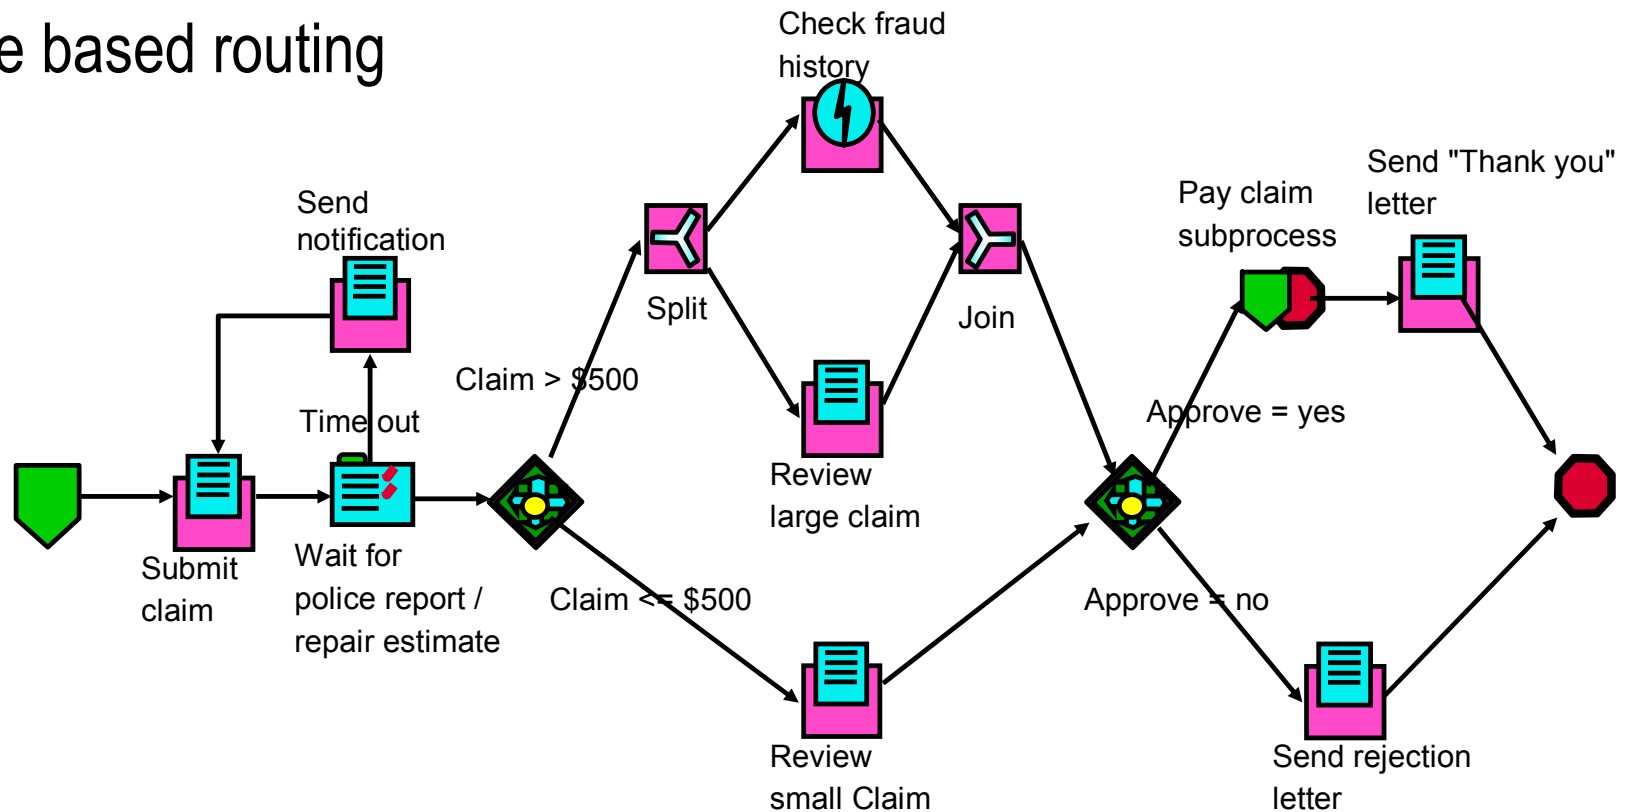 e based routing
Check fraud
history
Send "Thank you"
letter
Pay claim
subprocess
Send
notification
Split
Join
Claim > $500
Time out
Approve = yes
Review
large claim
Submit
claim
Wait for
police report /
repair estimate
Claim <= $500
Approve = no
Review
small Claim
Send rejection
letter